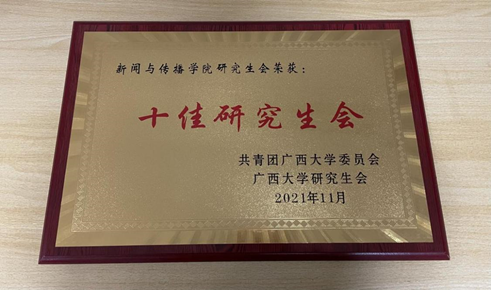 新闻与传播学院研究生会荣获：
十佳研究生会
共青团广西大学委员会
广西大学研究生会
2021年11月